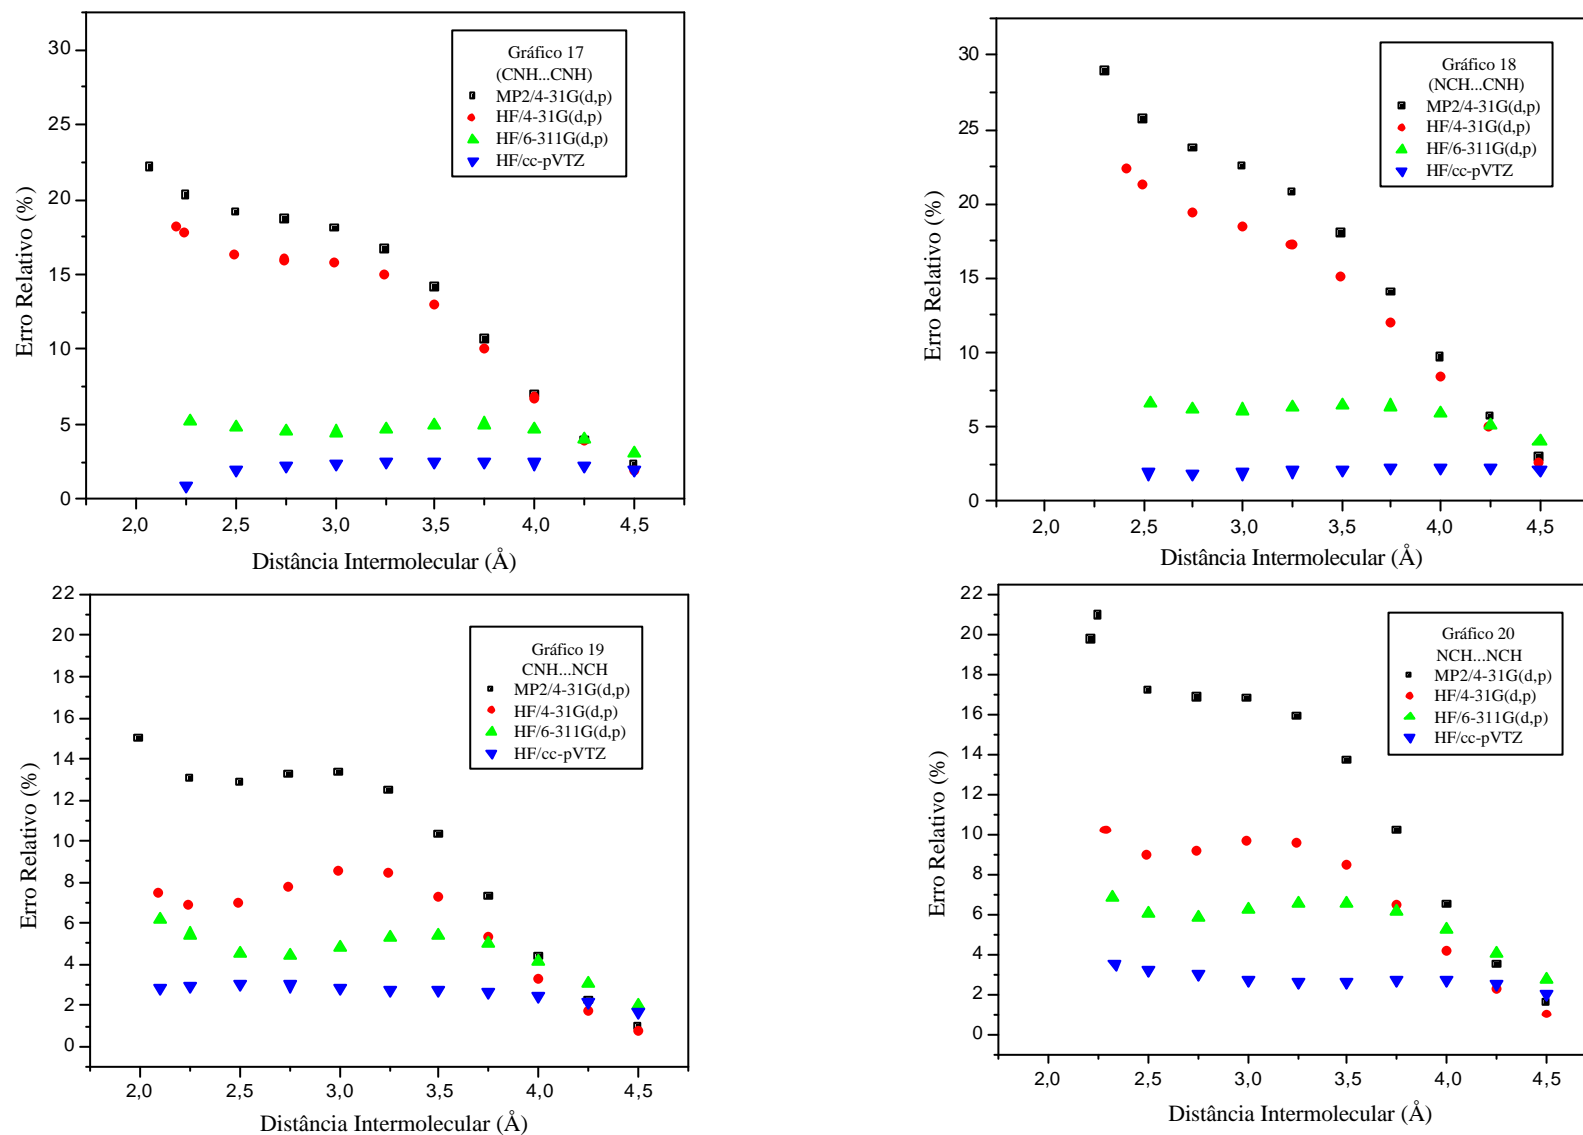 Gráfico 17
(CNH...CNH)
MP2/4-31G(d,p)
HF/4-31G(d,p)
HF/6-311G(d,p)
HF/cc-pVTZ
30
25
20
15
10
5
0
Erro Relativo (%)
2,0 2,5 3,0 3,5 4,0 4,5
Distância Intermolecular (Å)
Gráfico 18
(NCH...CNH)
MP2/4-31G(d,p)
HF/4-31G(d,p)
HF/6-311G(d,p)
HF/cc-pVTZ
30
25
20
15
10
5
0
Erro Relativo (%)
2,0 2,5 3,0 3,5 4,0 4,5
Distância Intermolecular (Å)
Gráfico 19
CNH...NCH
MP2/4-31G(d,p)
HF/4-31G(d,p)
HF/6-311G(d,p)
HF/cc-pVTZ
22
20
18
16
14
12
10
8
6
4
2
0
Erro Relativo (%)
2,0 2,5 3,0 3,5 4,0 4,5
Distância Intermolecular (Å)
Gráfico 20
NCH...NCH
MP2/4-31G(d,p)
HF/4-31G(d,p)
HF/6-311G(d,p)
HF/cc-pVTZ
22
20
18
16
14
12
10
8
6
4
2
0
Erro Relativo (%)
2,0 2,5 3,0 3,5 4,0 4,5
Distância Intermolecular (Å)